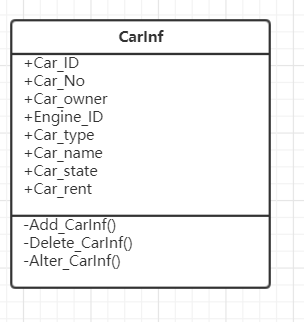 CarInf
+Car_ID
+Car_No
+Car_owner
+Engine_ID
+Car_type
+Car_name
+Car_state
+Car_rent
-Add_CarInf()
-Delete_CarInf()
-Alter_CarInf()